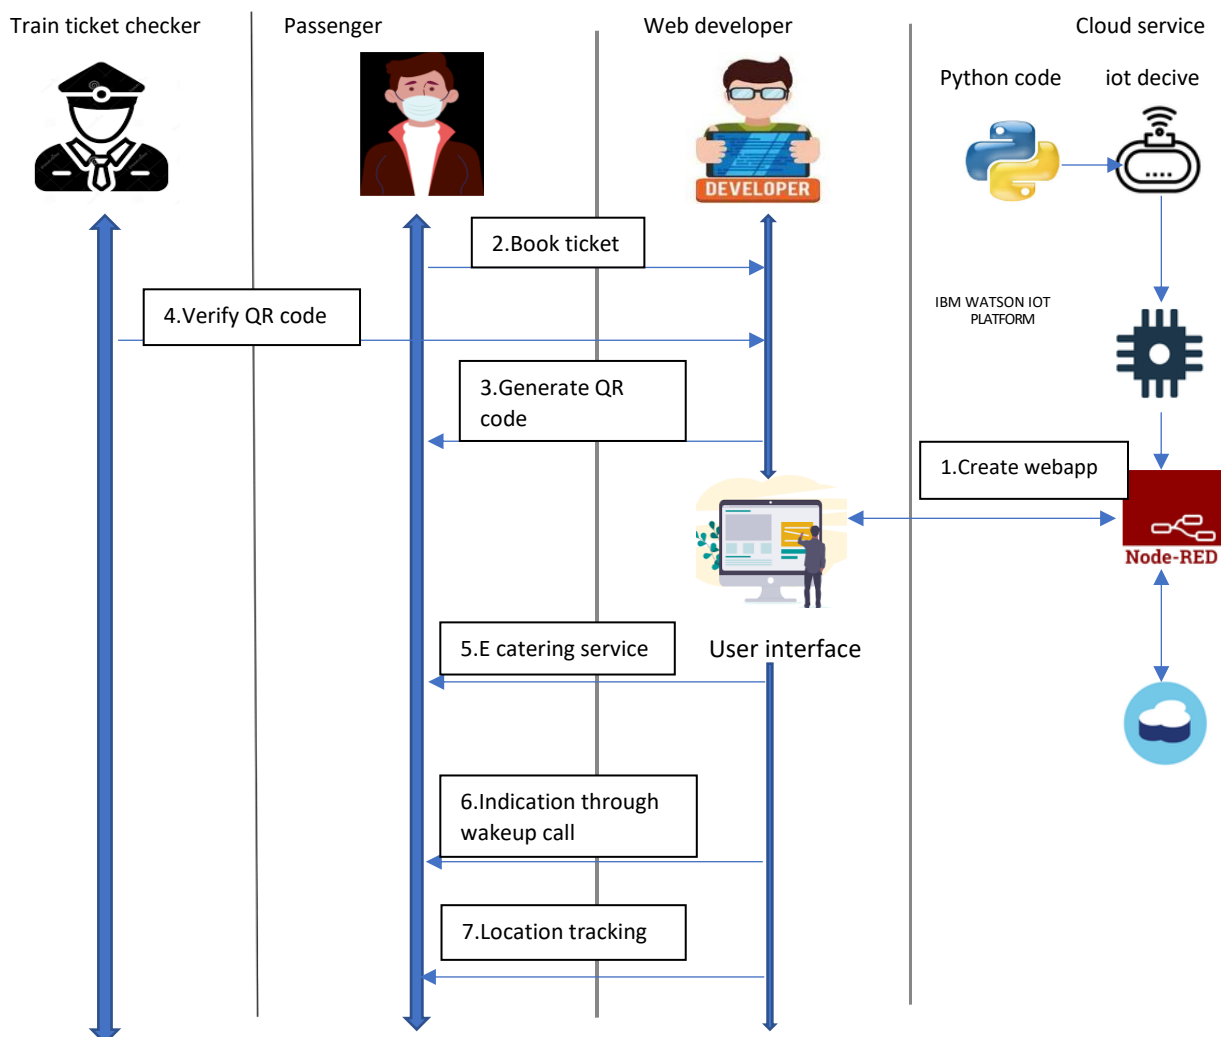 Train ticket checker
Passenger
Web developer
Cloud service
Python code
iot decive
DEVELOPER
2.Book ticket
4.Verify QR code
IBM WATSON IOT
PLATFORM
3.Generate QR
code
1.Create webapp
Node-RED
5.E catering service
User interface
6.Indication through
wakeup call
7.Location tracking